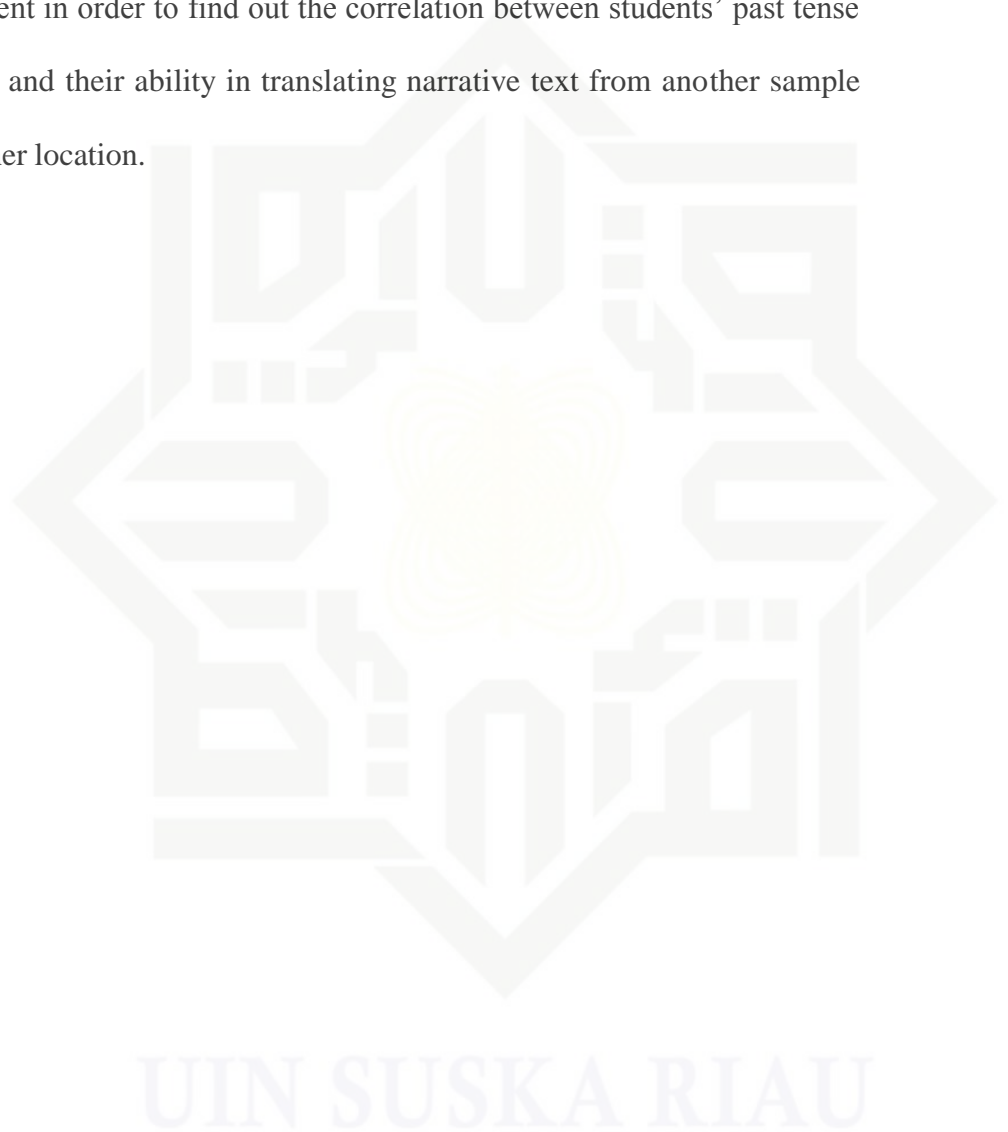 ent in order to find out the correlation between students’ past tense
and their ability in translating narrative text from another sample
er location.
UIN SUSKA RIAU